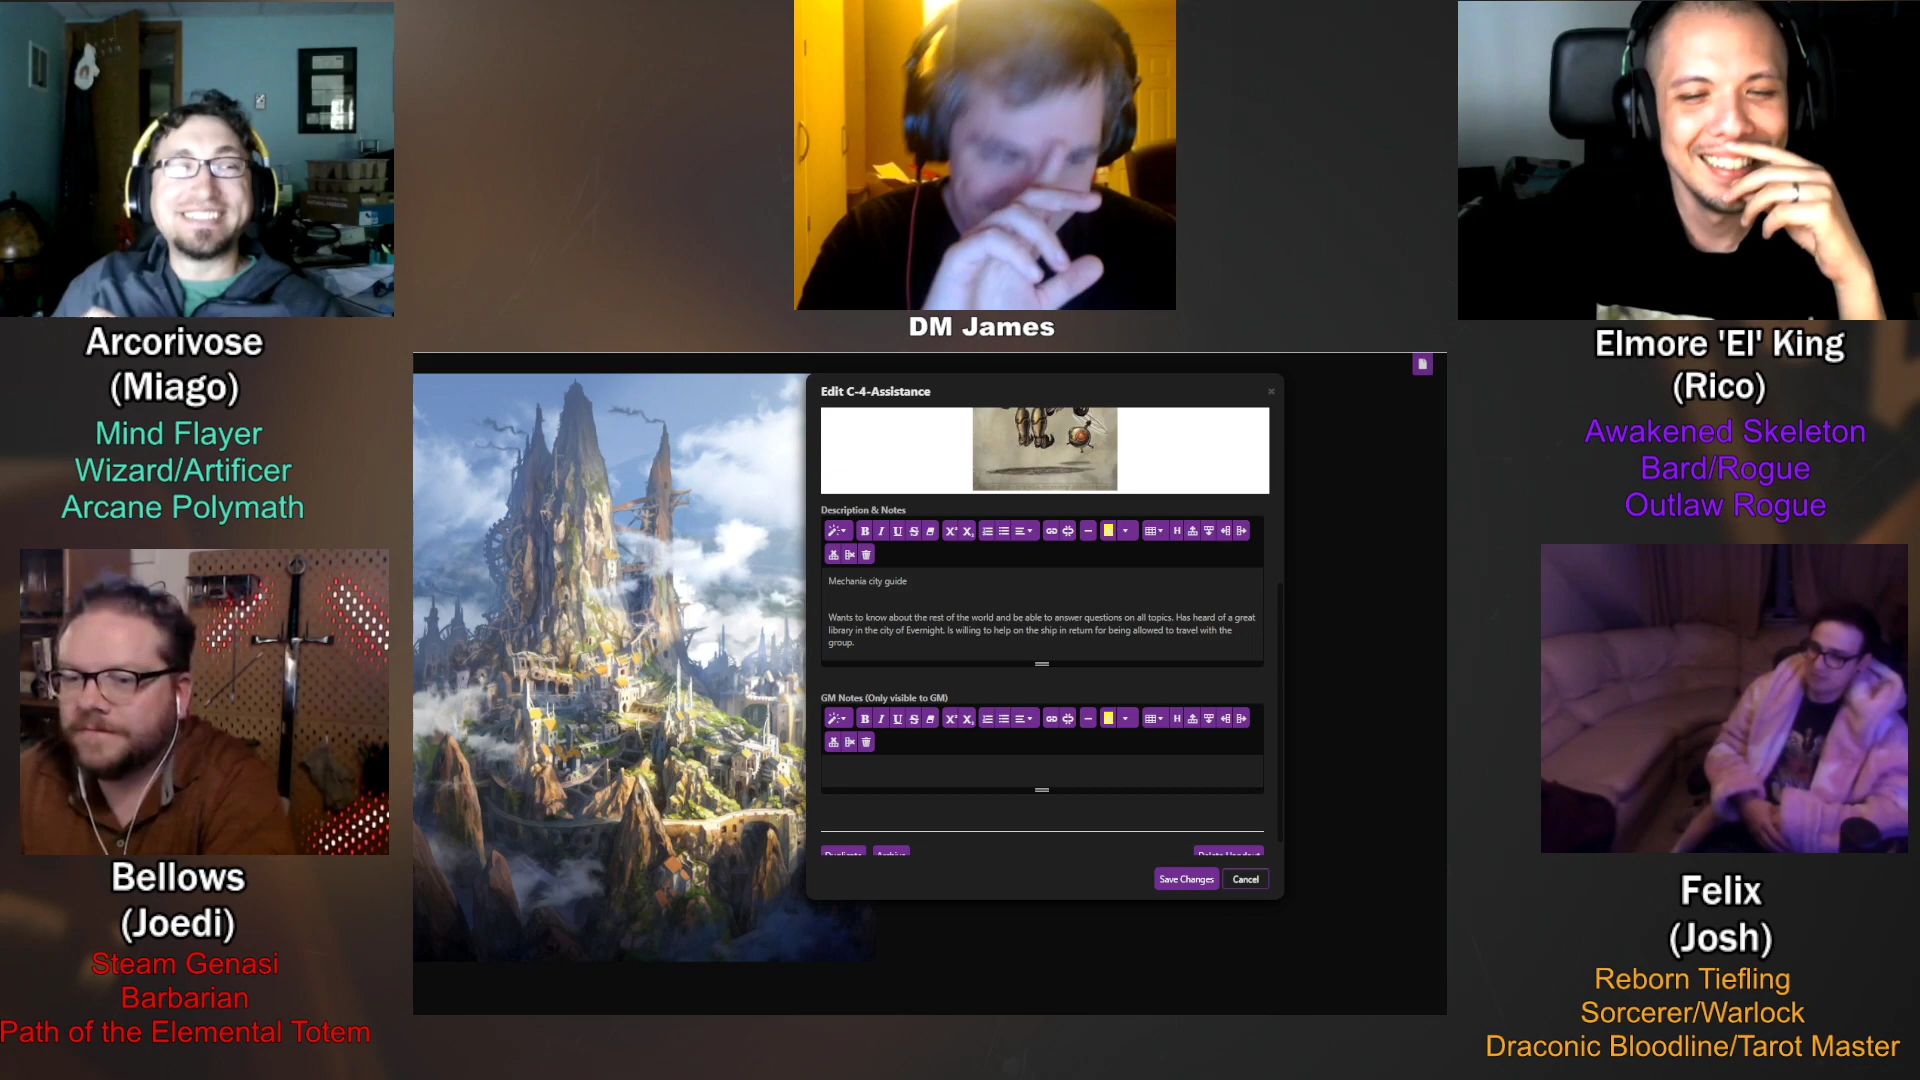 DM James
Arcorivose
(Miago)
Mind Flayer
Wizard/Artificer
Arcane Polymath
Elmore 'El' King
(Rico)
Awakened Skeleton
Bard/Rogue
Outlaw Rogue
Edit C-4-Assistance
Description & Notes
Mechania city guide
Wants to know about the rest of the world and be able to answer questions on all topics. Has heard of a great
library in the city of Evernight. Is willing to help on the ship in return for being allowed to travel with the
group.
GM Notes (Only visible to GM)
Duplicate Archive Delete Handout
Save Changes Cancel
Bellows
(Joedi)
Steam Genasi
Barbarian
Path of the Elemental Totem
Felix
(Josh)
Reborn Tiefling
Sorcerer/Warlock
Draconic Bloodline/Tarot Master